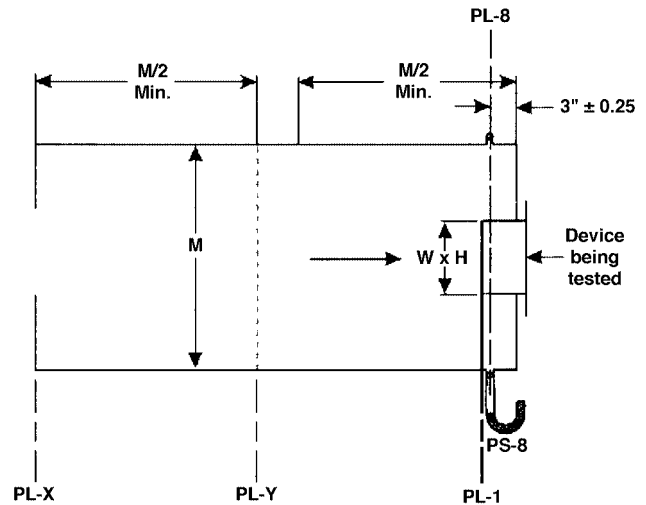 PL-8
M/2
Min.
M/2
Min.
3" ± 0.25
M
W x H
Device
being
tested
PS-8
PL-X
PL-Y
PL-1